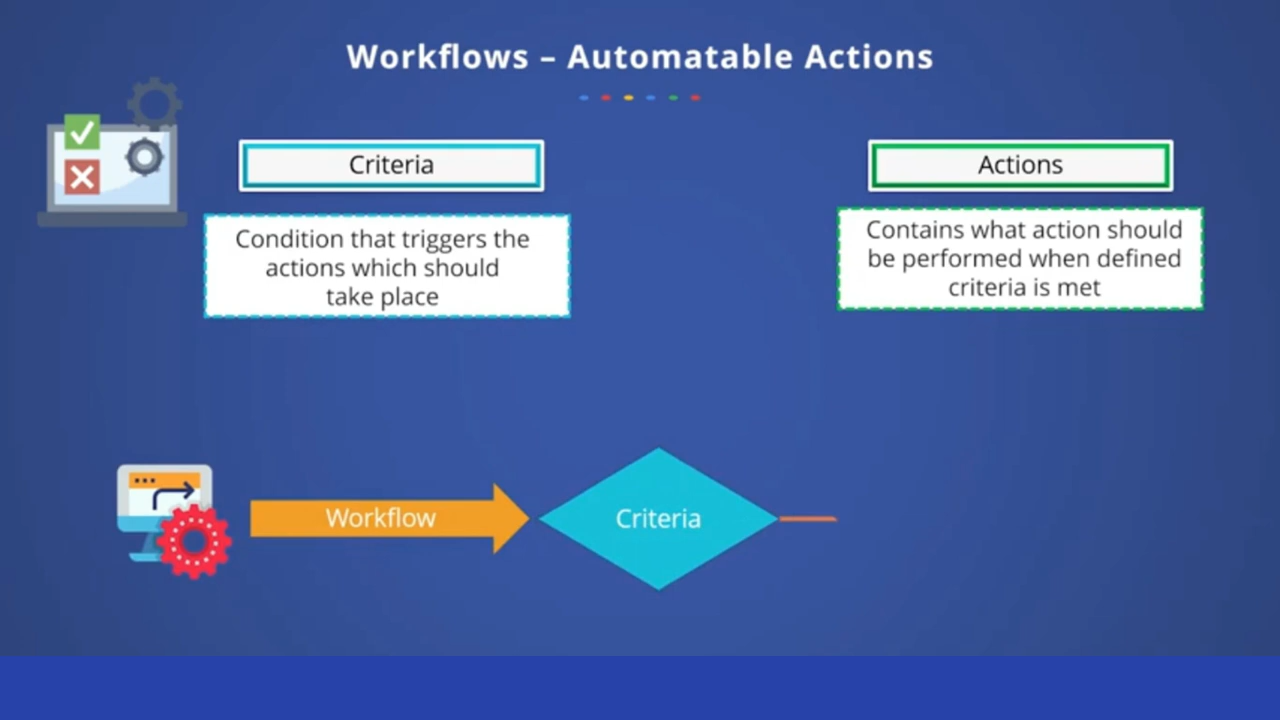 Workflows – Automatable Actions
Criteria
Condition that triggers the
actions which should
take place
Actions
Contains what action should
be performed when defined
criteria is met
Workflow
Criteria